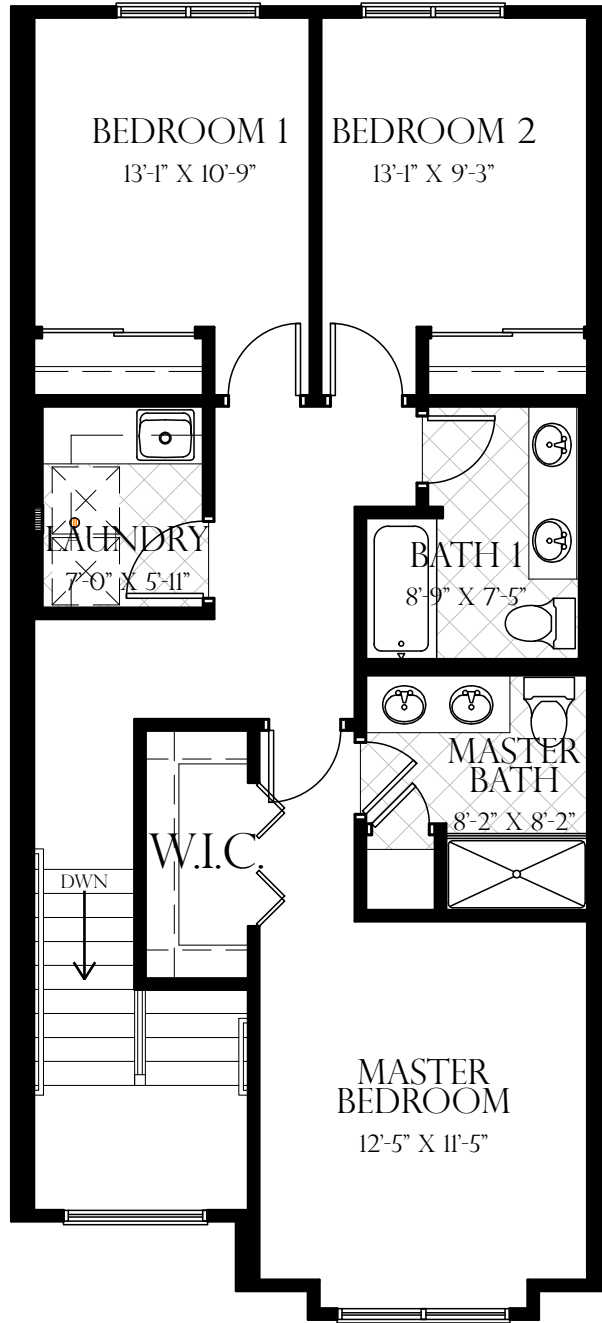 BEDROOM 1
13'-1" X 10'-9"
BEDROOM 2
13'-1" X 9'-3"
LAUNDRY
7'-0" X 5'-11"
BATH 1
8'-9" X 7'-5"
MASTER
BATH
8'-2" X 8'-2"
W.I.C.
DWN
MASTER
BEDROOM
12'-5" X 11'-5"